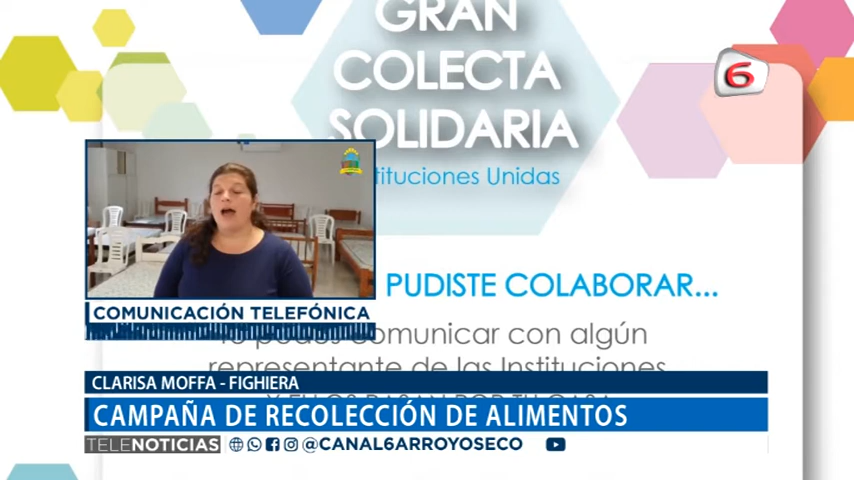 GRAN
COLECTA
SOLIDARIA
6
tituciones Unidas
PUDISTE COLABORAR...
comunicar con algún
representante de las Instituciones
COMUNICACIÓN TELEFÓNICA
CLARISA MOFFA - FIGHIERA
CAMPAÑA DE RECOLECCIÓN DE ALIMENTOS
TELENOTICIAS @CANAL6ARROYOSECO